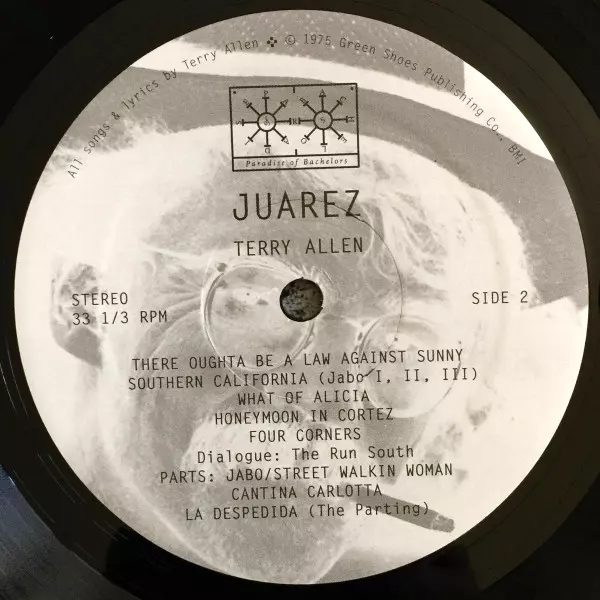 All songs & lyrics by Terry Allen ✤ © 1975 Green Shoes Publishing Co., BMI
Paradise of Bachelors
JUAREZ
TERRY ALLEN
STEREO
33 1/3 RPM
SIDE 2
THERE OUGHTA BE A LAW AGAINST SUNNY
SOUTHERN CALIFORNIA (Jabo I, II, III)
WHAT OF ALICIA
HONEYMOON IN CORTEZ
FOUR CORNERS
Dialogue: The Run South
PARTS: JABO/STREET WALKIN WOMAN
CANTINA CARLOTTA
LA DESPEDIDA (The Parting)